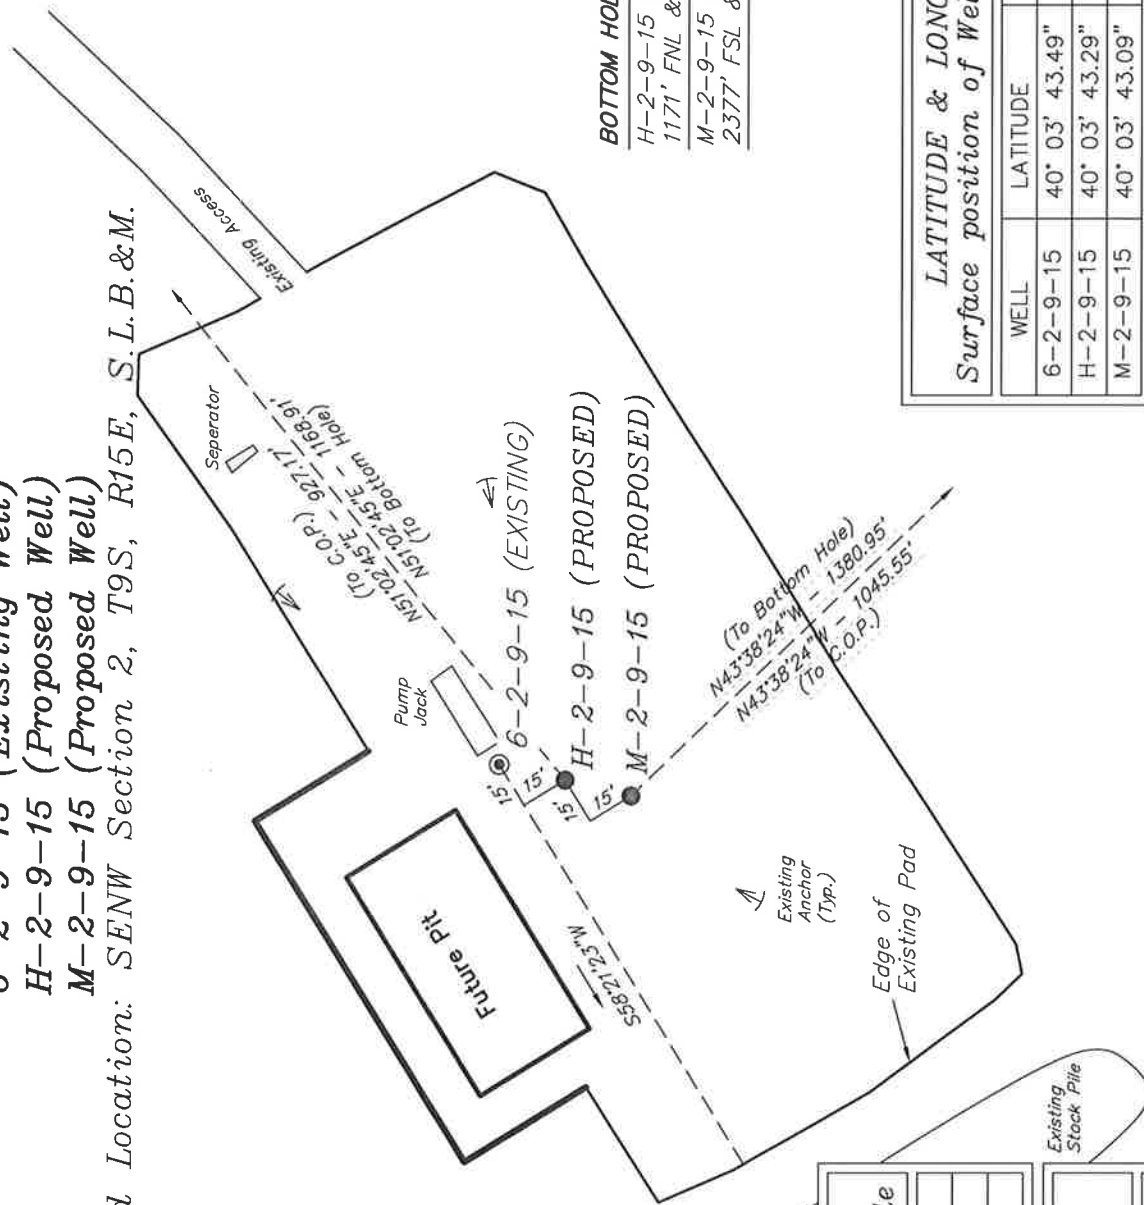 6-2-9-15 (Existing Well)
H-2-9-15 (Proposed Well)
M-2-9-15 (Proposed Well)
Location: SENW Section 2, T9S, R15E, S.L.B.&M.
Existing Access
Seperator
(To C.O.P.)
N51°02'45"E - 927.17'
N51°02'45"E - 1168.91'
(To Bottom Hole)
Pump
Jack
6-2-9-15 (EXISTING)
15'
15'
H-2-9-15 (PROPOSED)
15'
15'
M-2-9-15 (PROPOSED)
Future Pit
S58°21'23"W
(To Bottom Hole)
N43°38'24"W - 1380.95'
N43°38'24"W - 1045.55'
(To C.O.P.)
Existing
Anchor
(Typ.)
Edge of
Existing Pad
Existing
Stock Pile
BOTTOM
H-2-9-15
1171' FNL &
M-2-9-15
2377' FSL &
LATITUDE &
Surface position of
WELL LATITUDE
6-2-9-15 40° 03' 43.49"
H-2-9-15 40° 03' 43.29"
M-2-9-15 40° 03' 43.09"